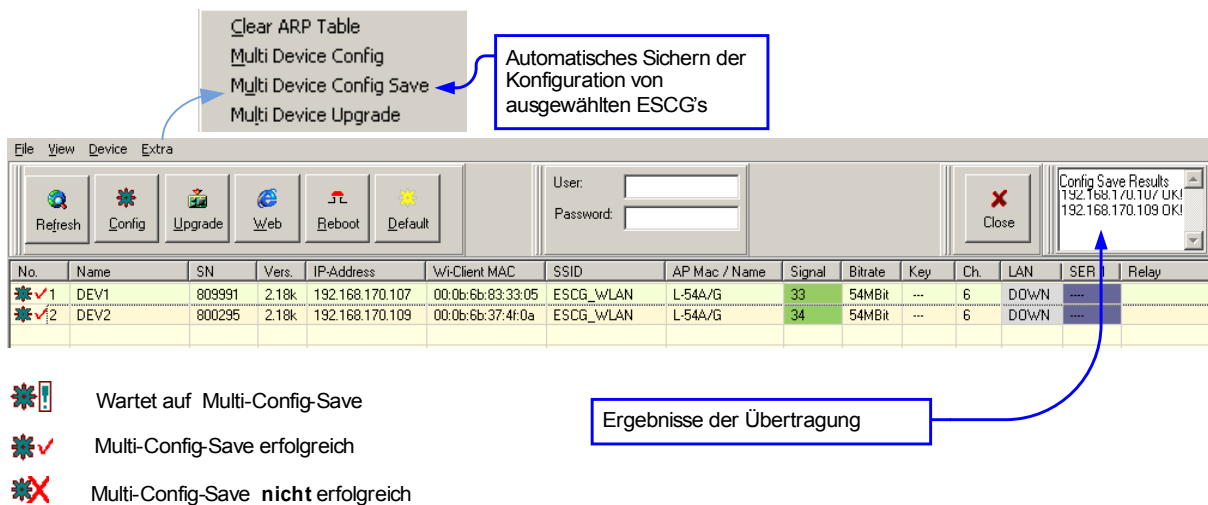 Clear ARP Table
Multi Device Config
Multi Device Config Save
Multi Device Upgrade
Automatisches Sichern der
Konfiguration von
ausgewählten ESCG's
File View Device Extra
Refresh Config Upgrade Web Reboot Default
User:
Password:
Close
Config Save Results
192.168.170.107 OK!
192.168.170.109 OK!
No. Name SN Vers. IP-Address Wi-Client MAC SSID AP Mac / Name Signal Bitrate Key Ch. LAN SER 1 Relay
1 DEV1 809991 2.18k 192.168.170.107 00:0b:6b:83:33:05 ESCG_WLAN L-54A/G 33 54MBit --- 6 DOWN ----
2 DEV2 800295 2.18k 192.168.170.109 00:0b:6b:37:4f:0a ESCG_WLAN L-54A/G 34 54MBit --- 6 DOWN ----
Wartet auf Multi-Config-Save
Multi-Config-Save erfolgreich
Multi-Config-Save nicht erfolgreich
Ergebnisse der Übertragung